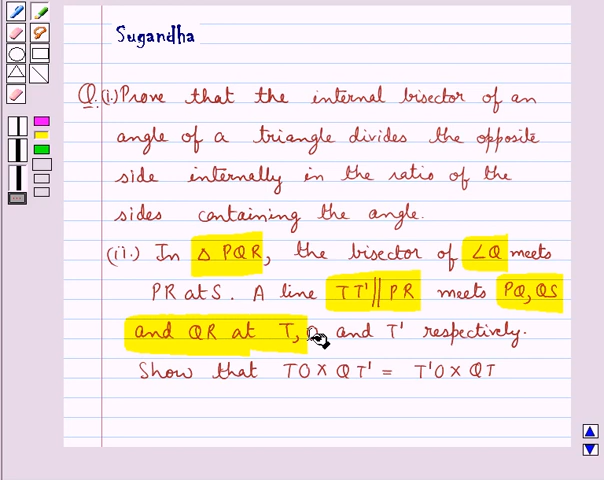 Sugandha
Q. (i.) Prove that the internal bisector of an
angle of a triangle divides the opposite
side internally in the ratio of the
sides containing the angle.
(ii.) In △ PQR, the bisector of ∠Q meets
PR at S. A line TT'∥PR meets PQ, QS
and QR at T, and T' respectively.
Show that TO × QT' = T'O × QT